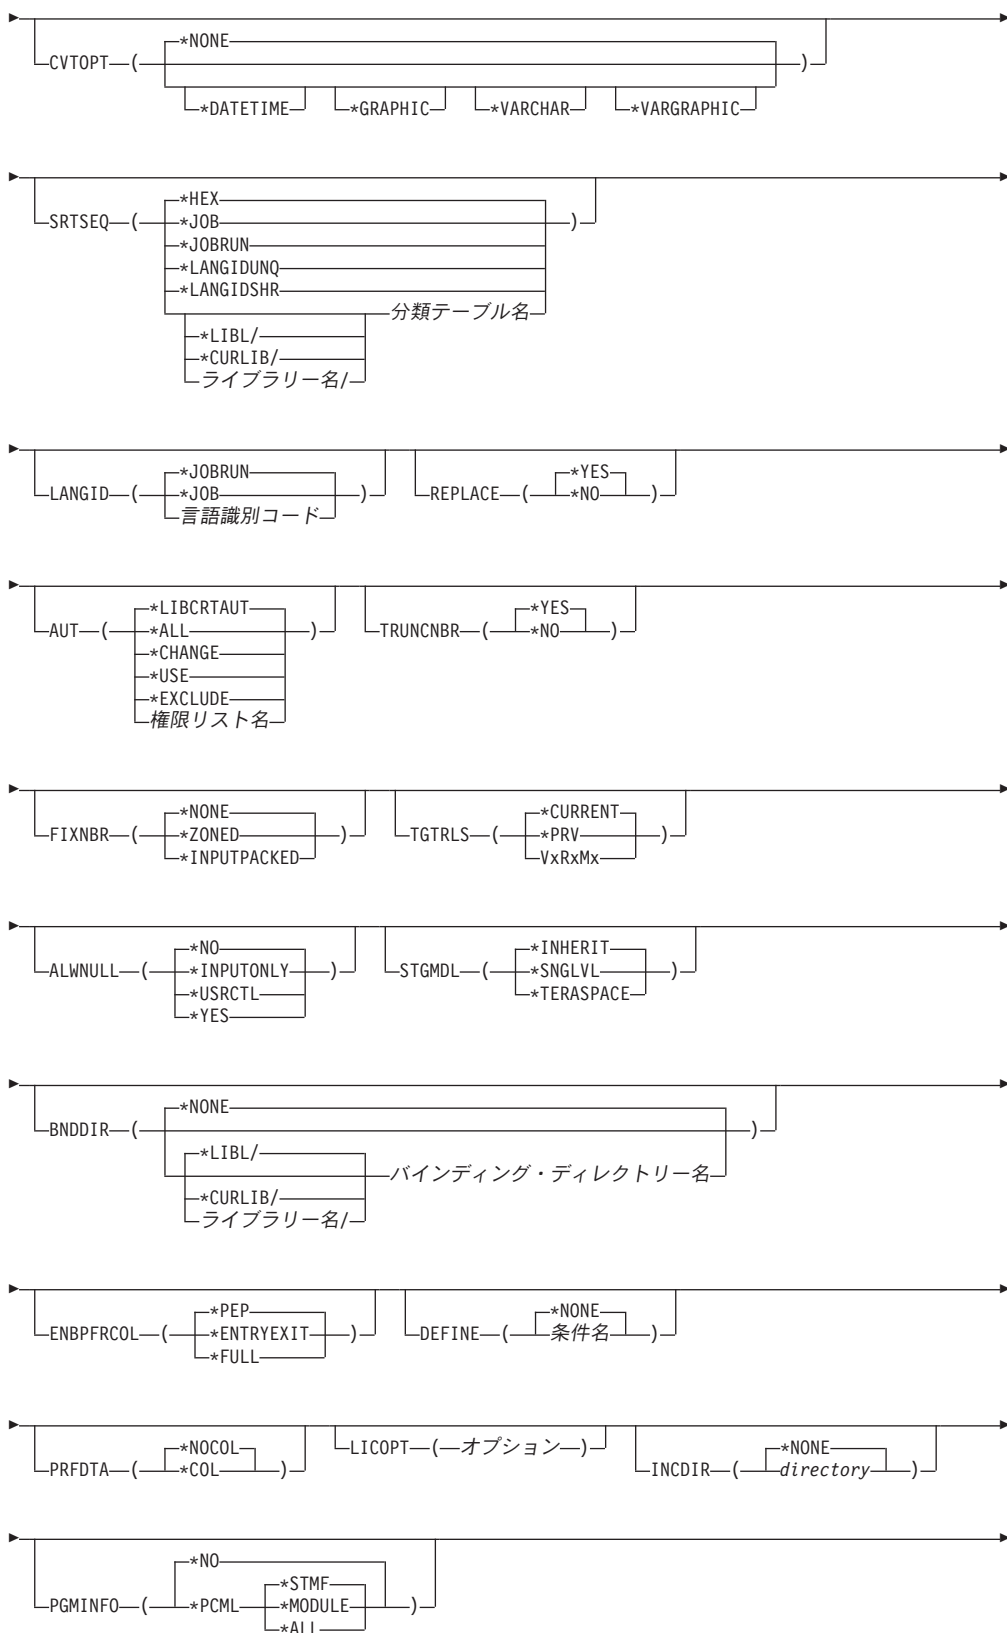 *NONE
CVTOPT ( )
*DATETIME *GRAPHIC *VARCHAR *VARGRAPHIC
*HEX
SRTSEQ ( *JOB )
*JOBRUN
*LANGIDUNQ
*LANGIDSHR
分類テーブル名
*LIBL/
*CURLIB/
ライブラリー名/
*JOBRUN *YES
LANGID ( *JOB ) REPLACE ( *NO )
言語識別コード
*LIBCRTAUT *YES
AUT ( *ALL ) TRUNCNBR ( *NO )
*CHANGE
*USE
*EXCLUDE
権限リスト名
*NONE *CURRENT
FIXNBR ( *ZONED ) TGTRLS ( *PRV )
*INPUTPACKED VxRxMx
*NO *INHERIT
ALWNULL ( *INPUTONLY ) STGMDL ( *SNGLVL )
*USRCTL *TERASPACE
*YES
*NONE
BNDDIR ( )
*LIBL/
バインディング・ディレクトリー名
*CURLIB/
ライブラリー名/
*PEP *NONE
ENBPFRCOL ( *ENTRYEXIT ) DEFINE ( 条件名 )
*FULL
*NOCOL LICOPT ( オプション ) *NONE
PRFDTA ( *COL ) INCDIR ( directory )
*NO
*STMF
PGMINFO ( *PCML *MODULE )
*ALL